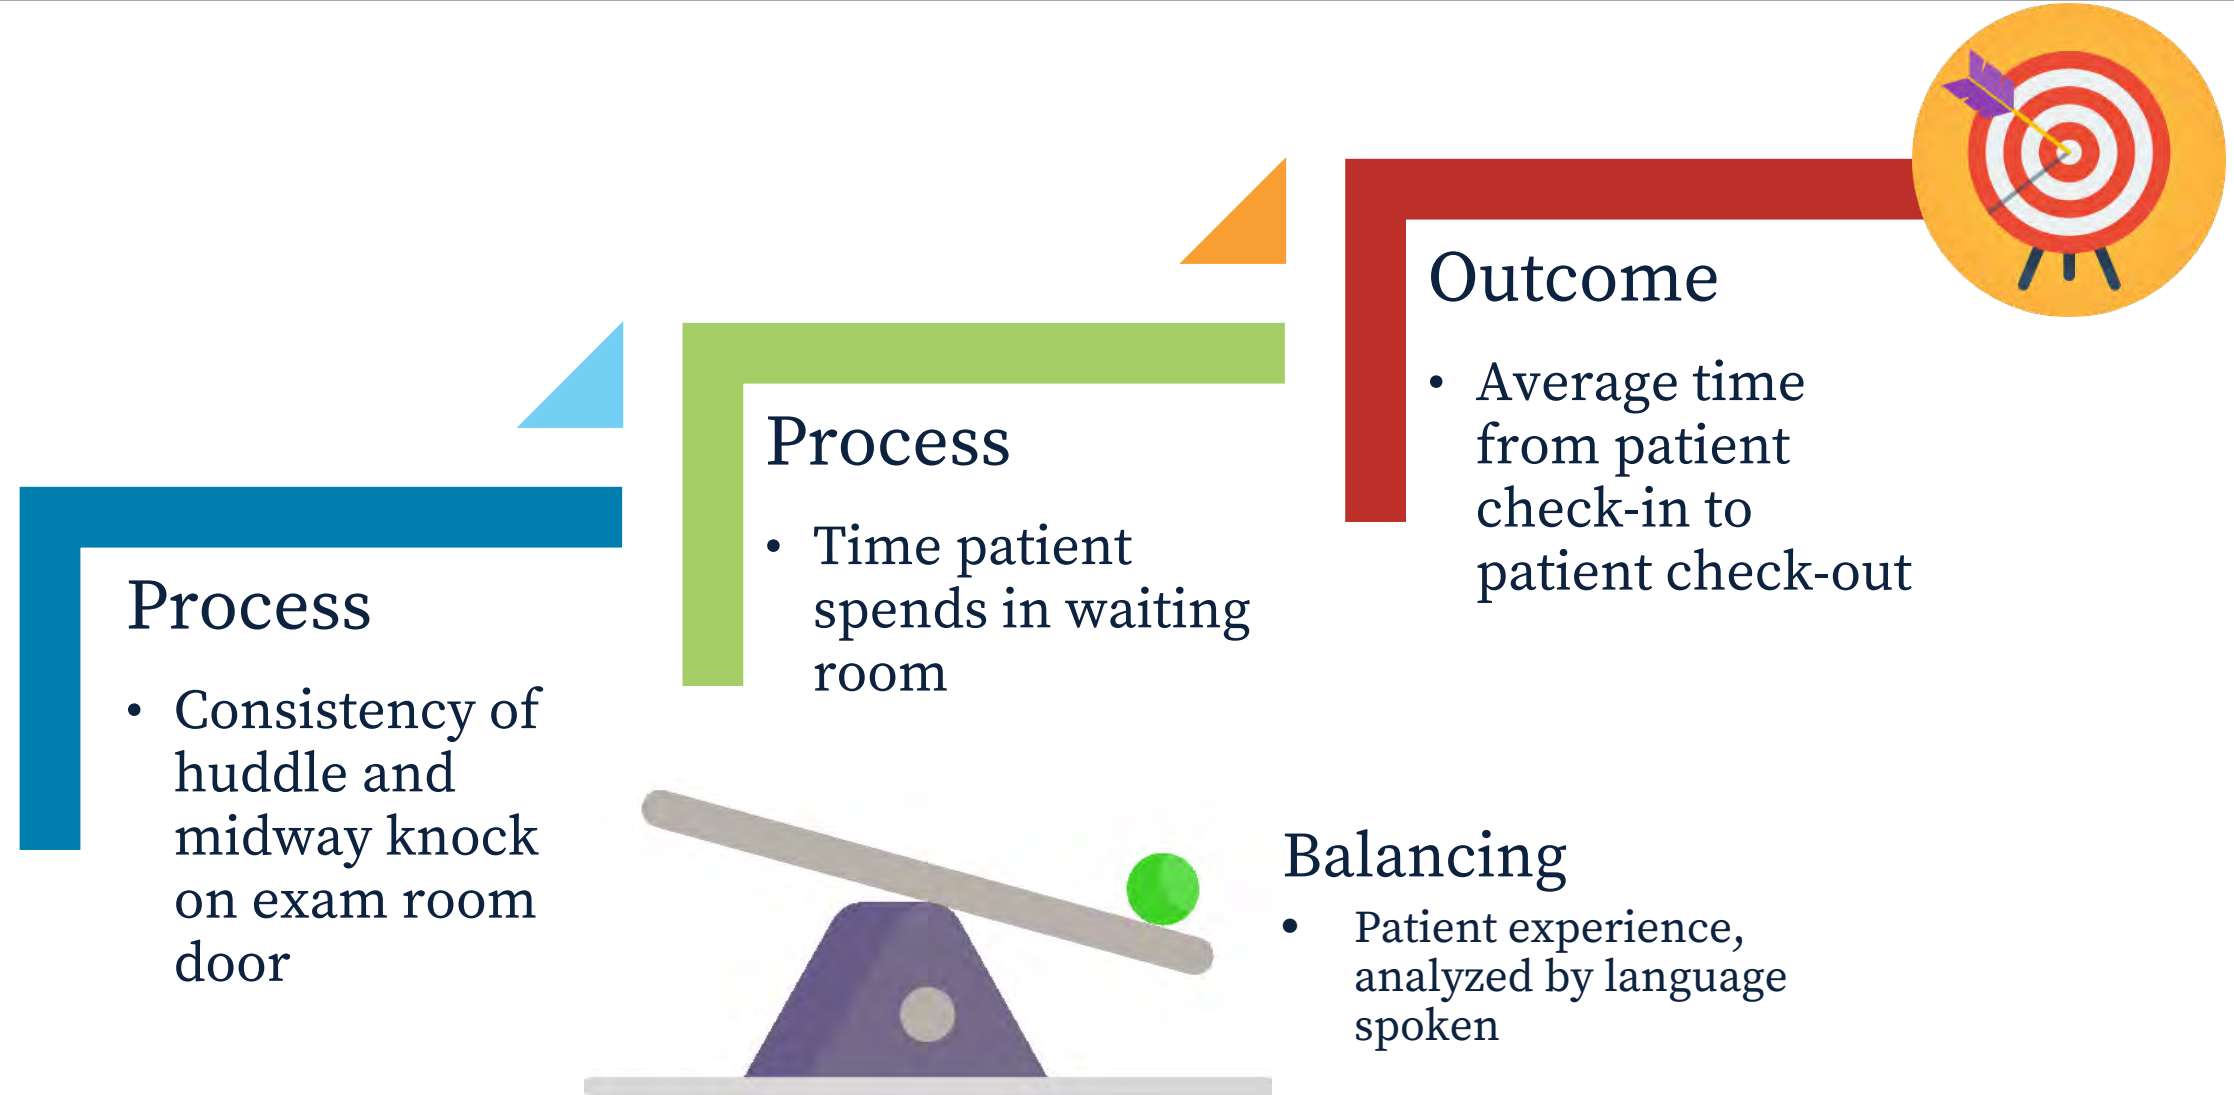 Process
• Consistency of
huddle and
midway knock
on exam room
door
Process
• Time patient
spends in waiting
room
Outcome
• Average time
from patient
check-in to
patient check-out
Balancing
• Patient experience,
analyzed by language
spoken